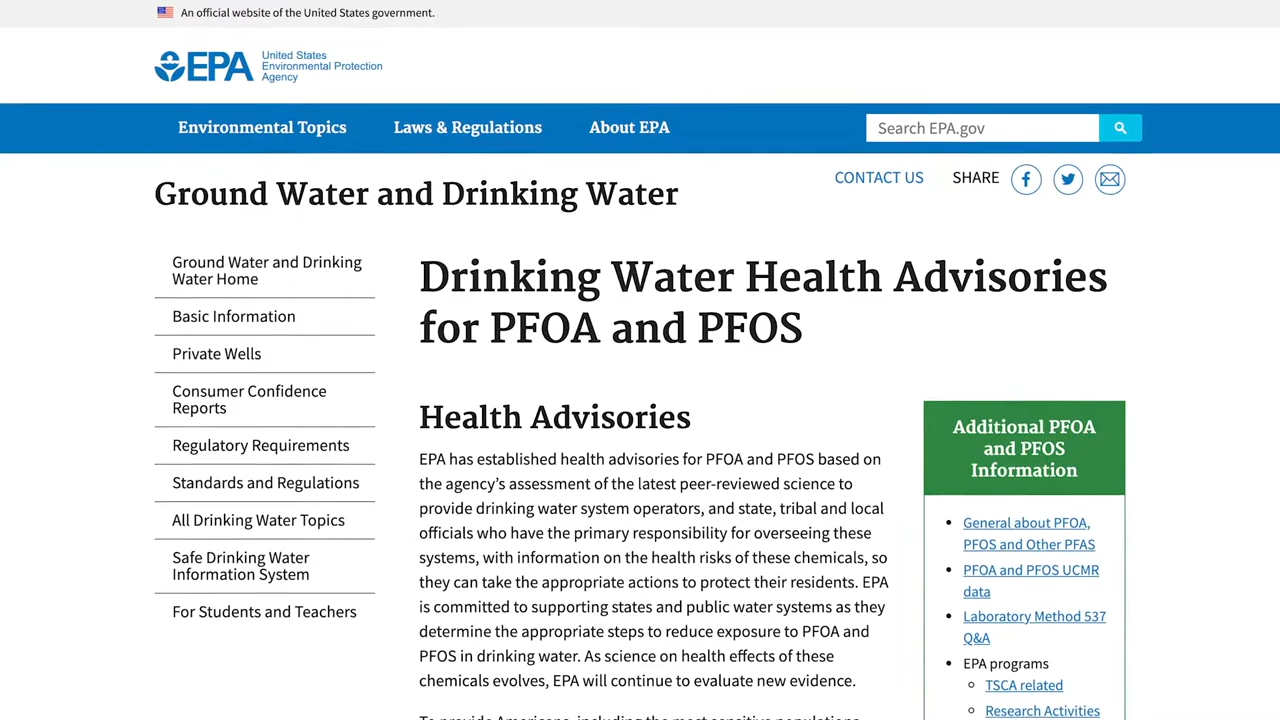 An official website of the United States government.
EPA
United States
Environmental Protection
Agency
Environmental Topics
Laws & Regulations
About EPA
Search EPA.gov
Ground Water and Drinking Water
CONTACT US
SHARE
Ground Water and Drinking
Water Home
Basic Information
Private Wells
Consumer Confidence
Reports
Regulatory Requirements
Standards and Regulations
All Drinking Water Topics
Safe Drinking Water
Information System
For Students and Teachers
Drinking Water Health Advisories
for PFOA and PFOS
Health Advisories
EPA has established health advisories for PFOA and PFOS based on
the agency’s assessment of the latest peer-reviewed science to
provide drinking water system operators, and state, tribal and local
officials who have the primary responsibility for overseeing these
systems, with information on the health risks of these chemicals, so
they can take the appropriate actions to protect their residents. EPA
is committed to supporting states and public water systems as they
determine the appropriate steps to reduce exposure to PFOA and
PFOS in drinking water. As science on health effects of these
chemicals evolves, EPA will continue to evaluate new evidence.
To provide Americans, including the most sensitive populations,
Additional PFOA
and PFOS
Information
General about PFOA,
PFOS and Other PFAS
PFOA and PFOS UCMR
data
Laboratory Method 537
Q&A
EPA programs
TSCA related
Research Activities